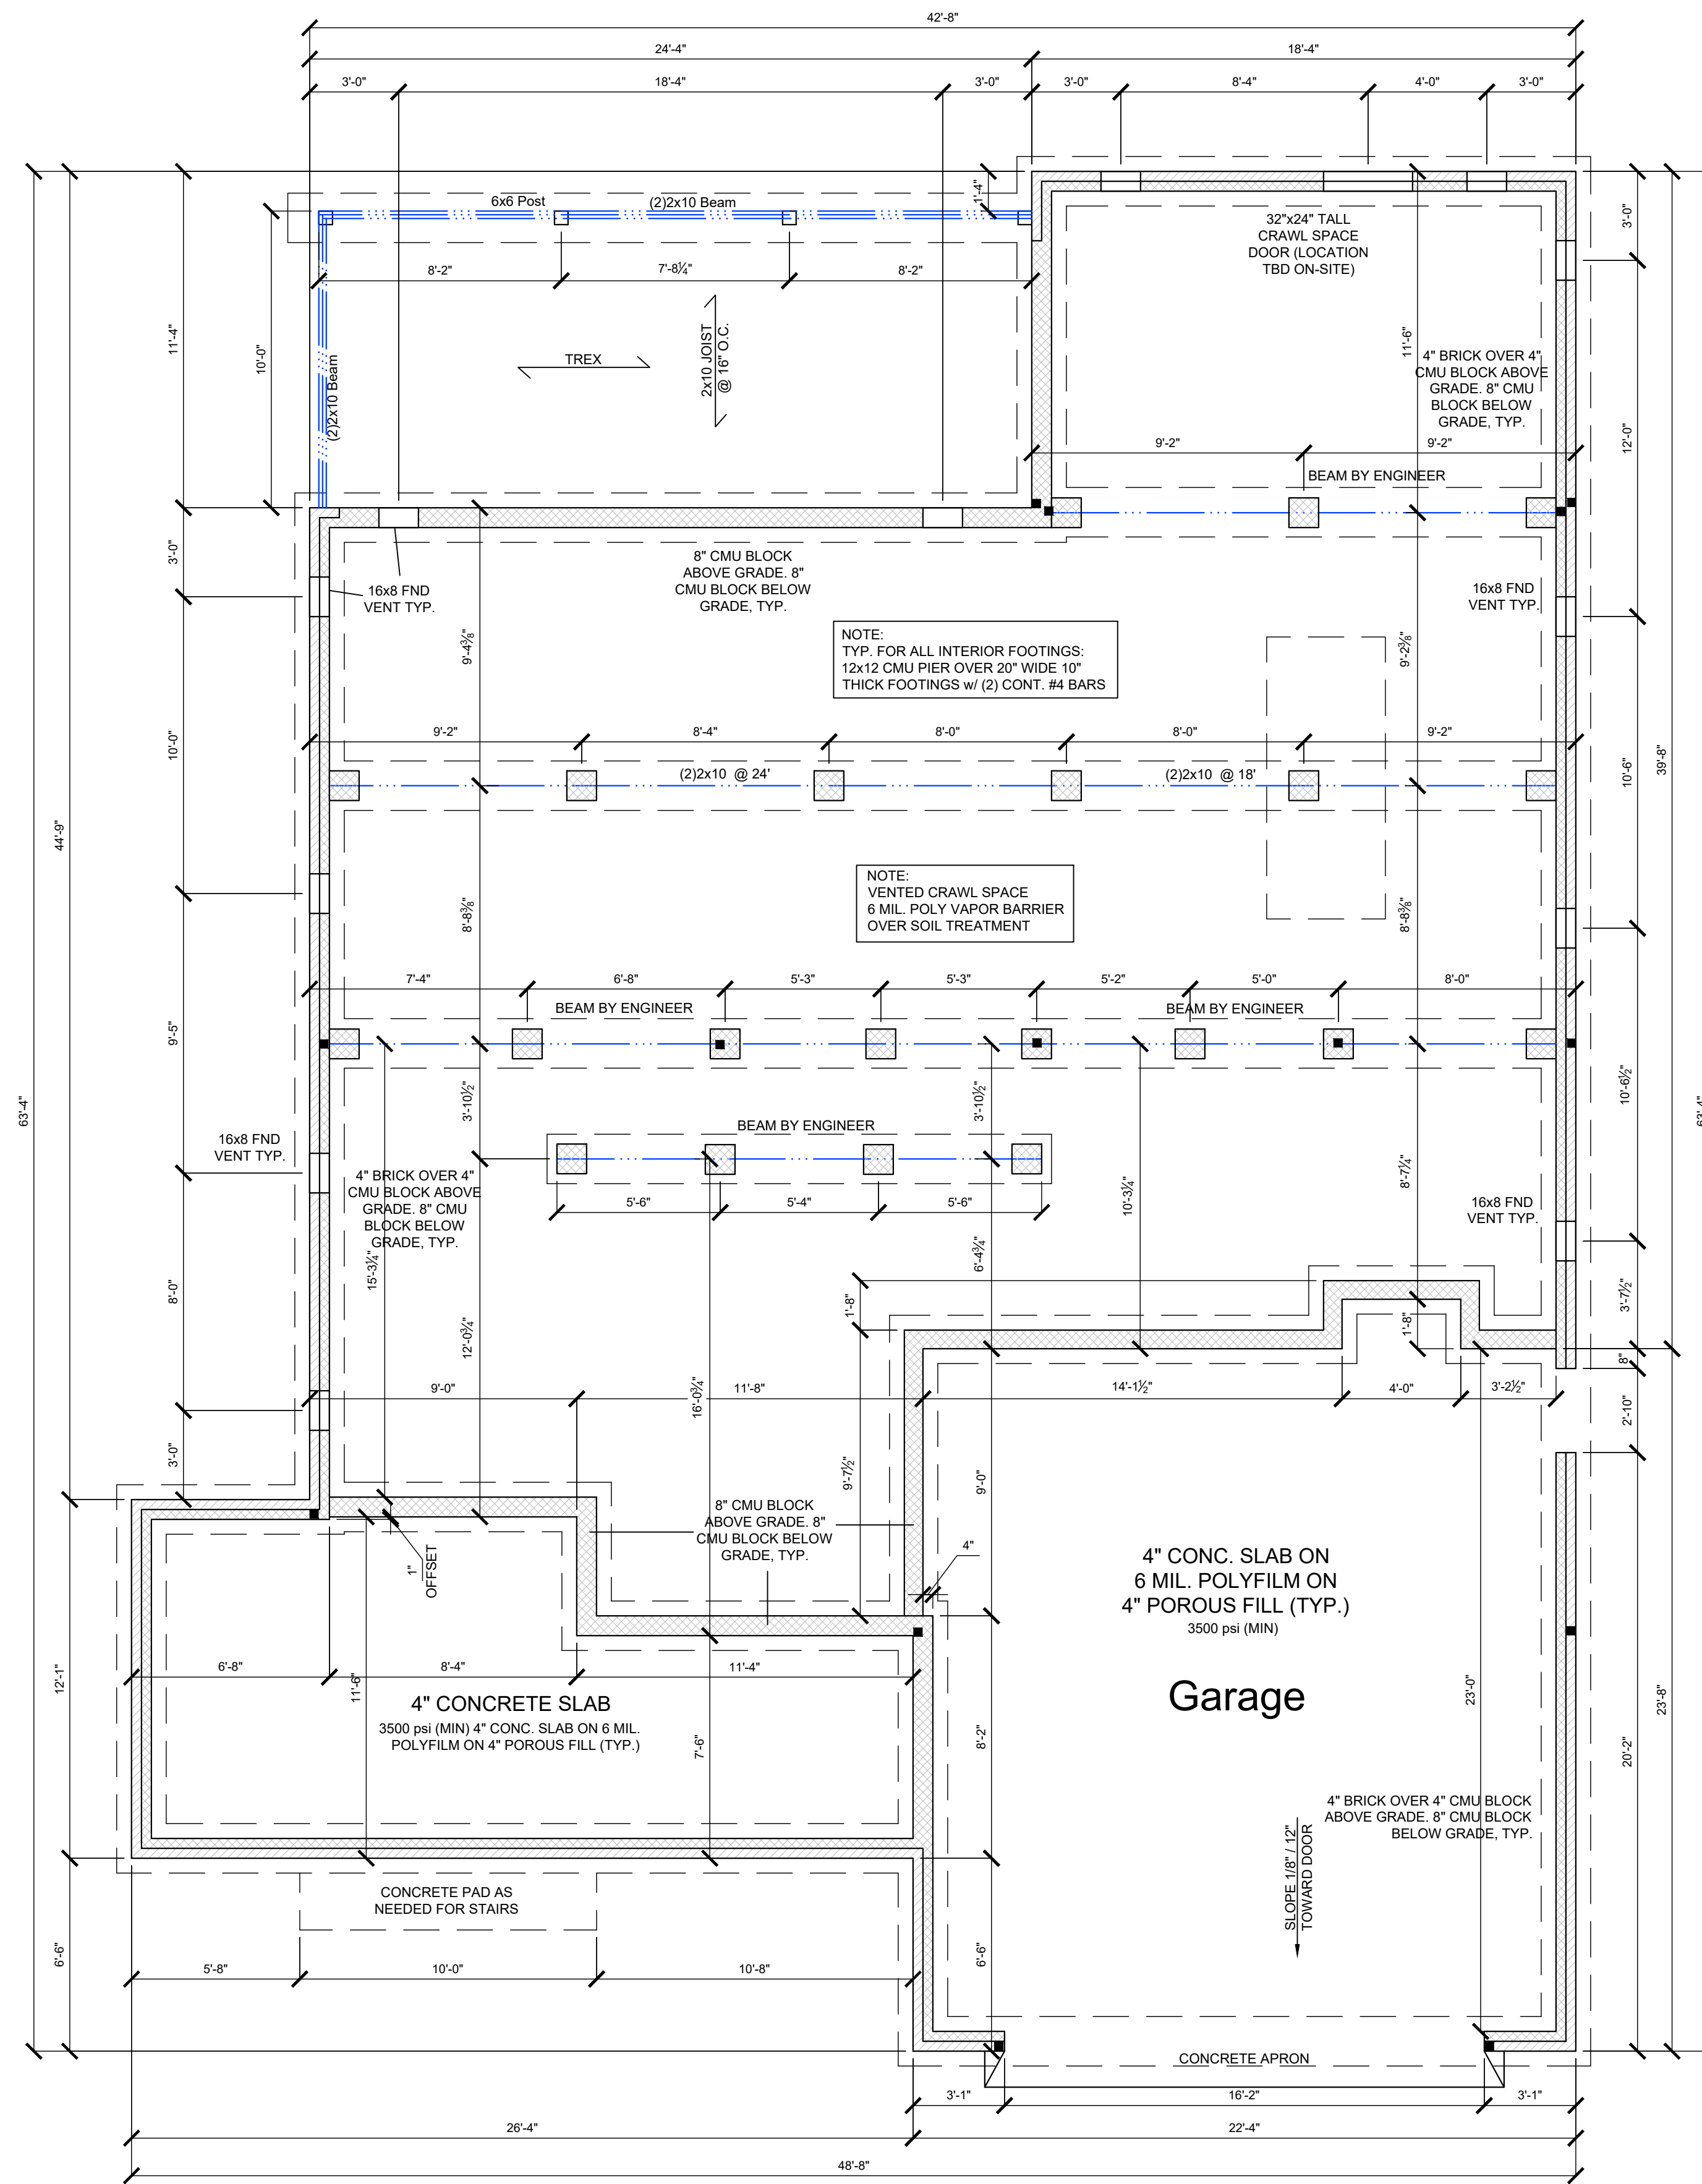 42'-8"
24'-4"
18'-4"
3'-0"
18'-4"
3'-0"
3'-0"
8'-4"
4'-0"
3'-0"
1'-4"
6x6 Post
(2)2x10 Beam
32"x24" TALL
CRAWL SPACE
DOOR (LOCATION
TBD ON-SITE)
3'-0"
8'-2"
7'-8¼"
8'-2"
11'-4"
10'-0"
(2)2x10 Beam
TREX
2x10 JOIST
@ 16" O.C.
11'-6"
4" BRICK OVER 4"
CMU BLOCK ABOVE
GRADE. 8" CMU
BLOCK BELOW
GRADE, TYP.
12'-0"
9'-2"
9'-2"
BEAM BY ENGINEER
3'-0"
16x8 FND
VENT TYP.
8" CMU BLOCK
ABOVE GRADE. 8"
CMU BLOCK BELOW
GRADE, TYP.
16x8 FND
VENT TYP.
9'-4⅜"
NOTE:
TYP. FOR ALL INTERIOR FOOTINGS:
12x12 CMU PIER OVER 20" WIDE 10"
THICK FOOTINGS w/ (2) CONT. #4 BARS
9'-2⅜"
10'-0"
9'-2"
8'-4"
8'-0"
8'-0"
9'-2"
(2)2x10 @ 24'
(2)2x10 @ 18'
10'-6"
39'-8"
44'-9"
8'-8⅜"
NOTE:
VENTED CRAWL SPACE
6 MIL. POLY VAPOR BARRIER
OVER SOIL TREATMENT
8'-8⅜"
9'-5"
7'-4"
6'-8"
5'-3"
5'-3"
5'-2"
5'-0"
8'-0"
BEAM BY ENGINEER
BEAM BY ENGINEER
63'-4"
63'-4"
3'-10½"
3'-10½"
10'-6½"
BEAM BY ENGINEER
16x8 FND
VENT TYP.
4" BRICK OVER 4"
CMU BLOCK ABOVE
GRADE. 8" CMU
BLOCK BELOW
GRADE, TYP.
5'-6"
5'-4"
5'-6"
10'-3¼"
8'-7¼"
16x8 FND
VENT TYP.
15'-3¼"
6'-4¾"
8'-0"
1'-8"
1'-8"
3'-7½"
12'-0¾"
8"
16'-0¾"
9'-0"
11'-8"
14'-1½"
4'-0"
3'-2½"
2'-10"
3'-0"
9'-7½"
9'-0"
8" CMU BLOCK
ABOVE GRADE. 8"
CMU BLOCK BELOW
GRADE, TYP.
4"
1"
OFFSET
4" CONC. SLAB ON
6 MIL. POLYFILM ON
4" POROUS FILL (TYP.)
3500 psi (MIN)
12'-1"
6'-8"
8'-4"
11'-4"
11'-6"
Garage
23'-0"
23'-8"
4" CONCRETE SLAB
3500 psi (MIN) 4" CONC. SLAB ON 6 MIL.
POLYFILM ON 4" POROUS FILL (TYP.)
7'-6"
8'-2"
20'-2"
4" BRICK OVER 4" CMU BLOCK
ABOVE GRADE. 8" CMU BLOCK
BELOW GRADE, TYP.
SLOPE 1/8" / 12"
TOWARD DOOR
CONCRETE PAD AS
NEEDED FOR STAIRS
6'-6"
6'-6"
5'-8"
10'-0"
10'-8"
CONCRETE APRON
3'-1"
16'-2"
3'-1"
26'-4"
22'-4"
48'-8"